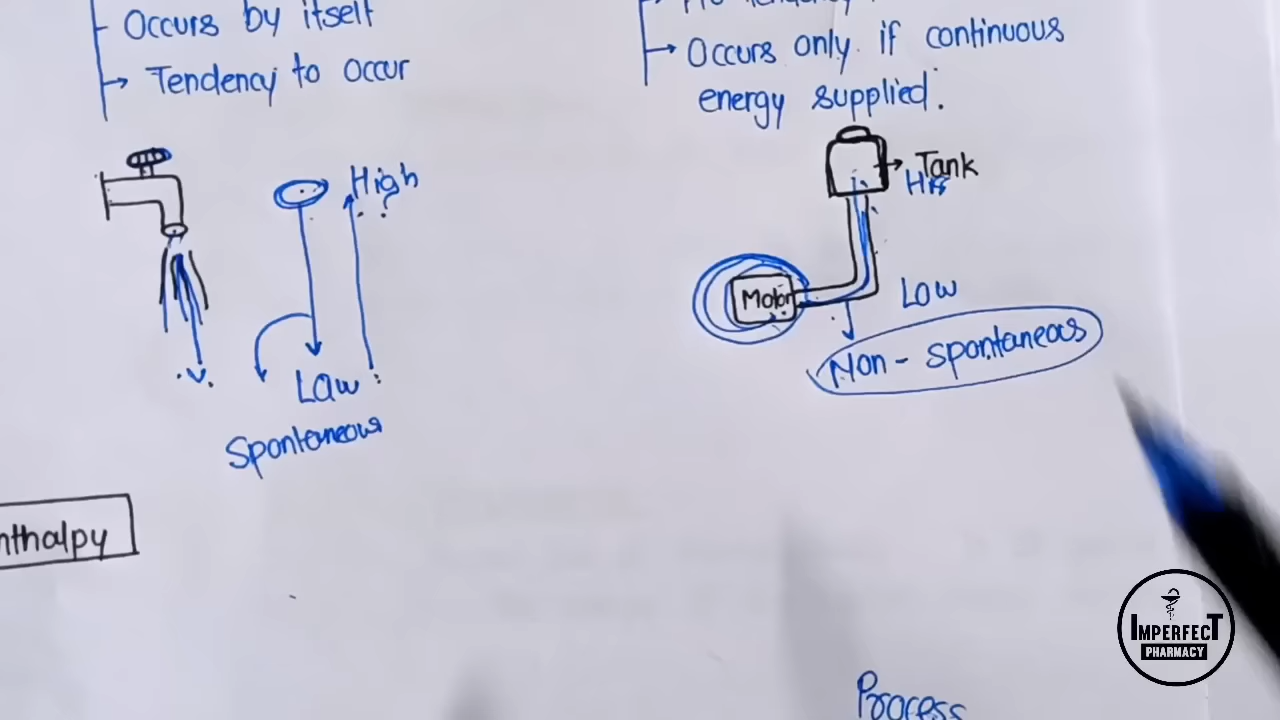 Occurs by itself
→ Tendency to occur
→ Occurs only if continuous
energy supplied.
High
?
Low
Spontaneous
Tank
Motor
Low
Non - spontaneous
nthalpy
Process
IMPERFECT
PHARMACY